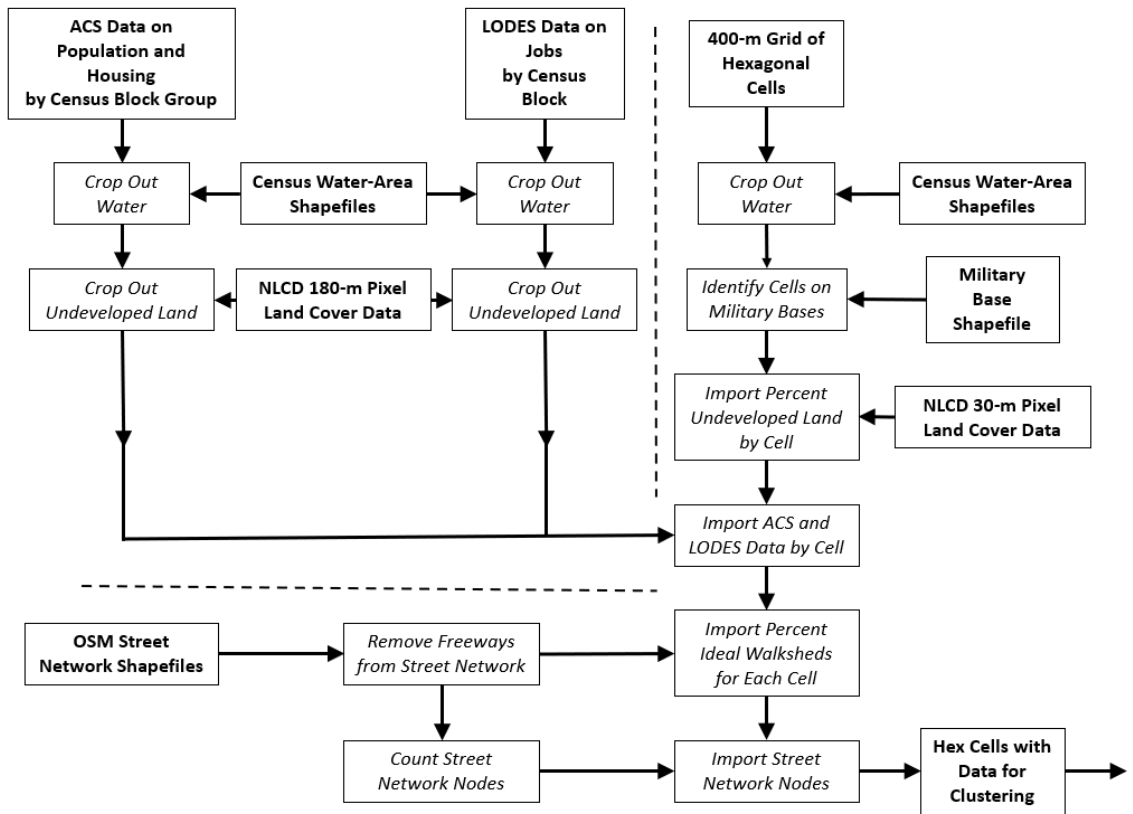 ACS Data on
Population and
Housing
by Census Block Group
LODES Data on
Jobs
by Census
Block
400-m Grid of
Hexagonal
Cells
Crop Out
Water
Census Water-Area
Shapefiles
Crop Out
Water
Crop Out
Water
Census Water-Area
Shapefiles
Crop Out
Undeveloped Land
NLCD 180-m Pixel
Land Cover Data
Crop Out
Undeveloped Land
Identify Cells on
Military Bases
Military
Base
Shapefile
Import Percent
Undeveloped Land
by Cell
NLCD 30-m Pixel
Land Cover Data
Import ACS and
LODES Data by Cell
OSM Street
Network Shapefiles
Remove Freeways
from Street Network
Import Percent
Ideal Walksheds
for Each Cell
Count Street
Network Nodes
Import Street
Network Nodes
Hex Cells with
Data for
Clustering